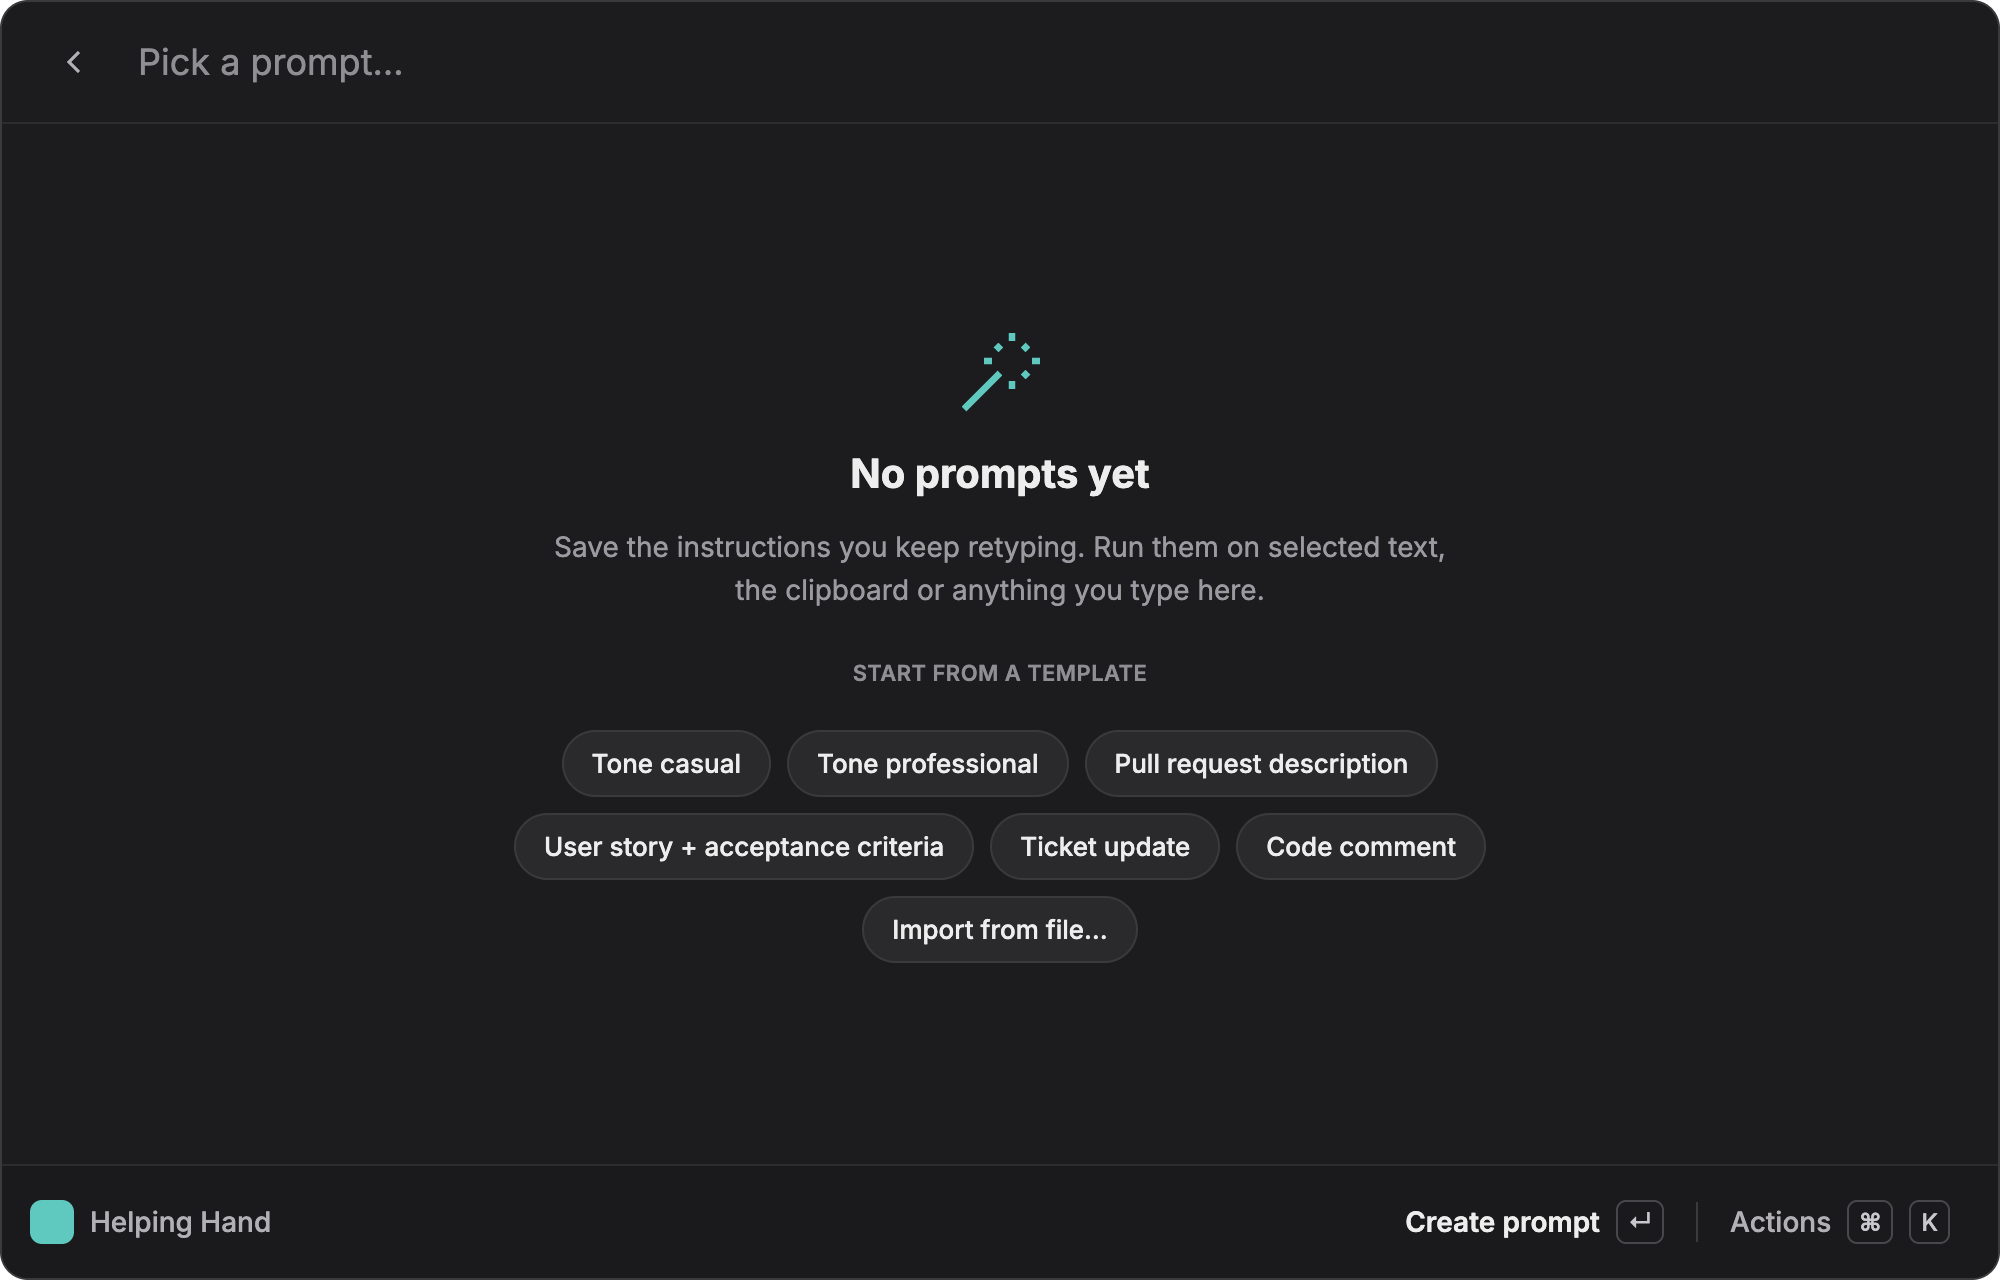 Pick a prompt...
No prompts yet
Save the instructions you keep retyping. Run them on selected text,
the clipboard or anything you type here.
START FROM A TEMPLATE
Tone casual
Tone professional
Pull request description
User story + acceptance criteria
Ticket update
Code comment
Import from file...
Helping Hand
Create prompt ↵
Actions ⌘ K